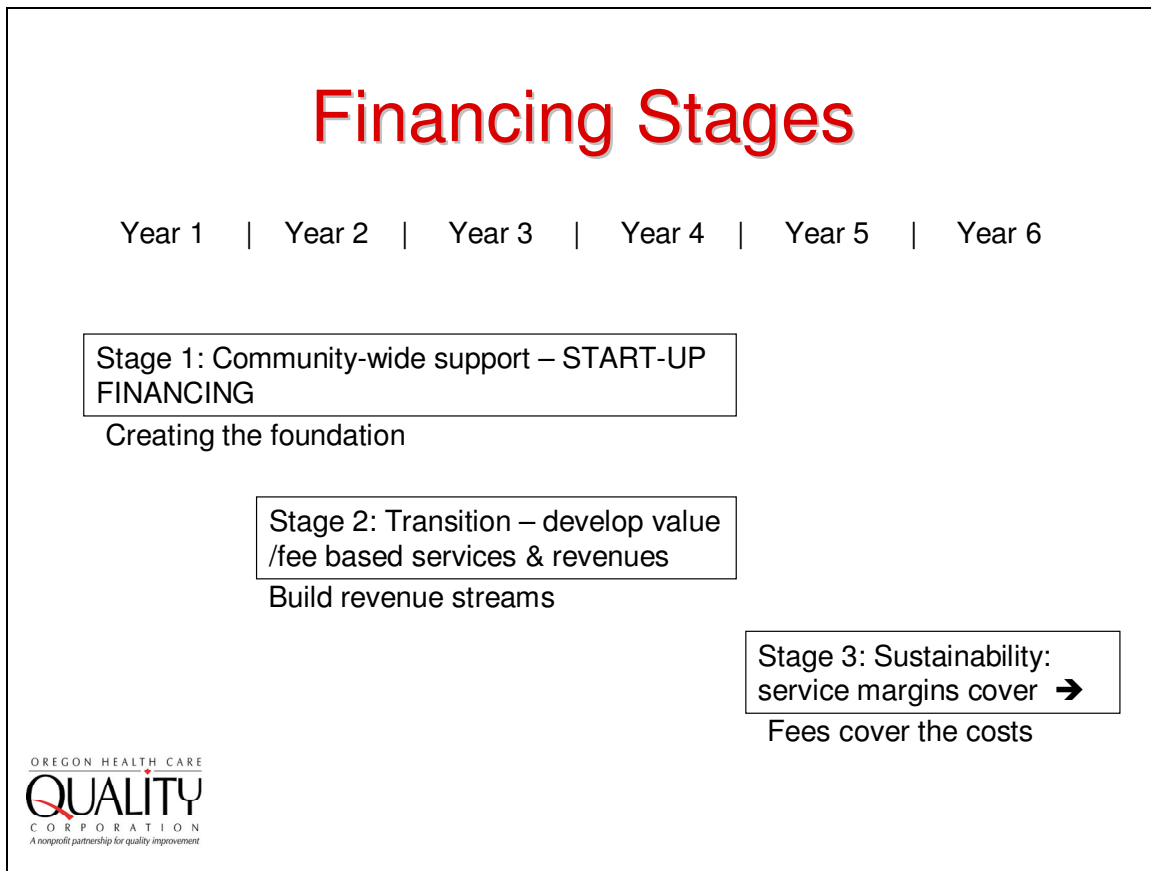 Financing Stages
Year 1 | Year 2 | Year 3 | Year 4 | Year 5 | Year 6
Stage 1: Community-wide support – START-UP
FINANCING
Creating the foundation
Stage 2: Transition – develop value
/fee based services & revenues
Build revenue streams
Stage 3: Sustainability:
service margins cover ➔
Fees cover the costs
OREGON HEALTH CARE
QUALITY
CORPORATION
A nonprofit partnership for quality improvement